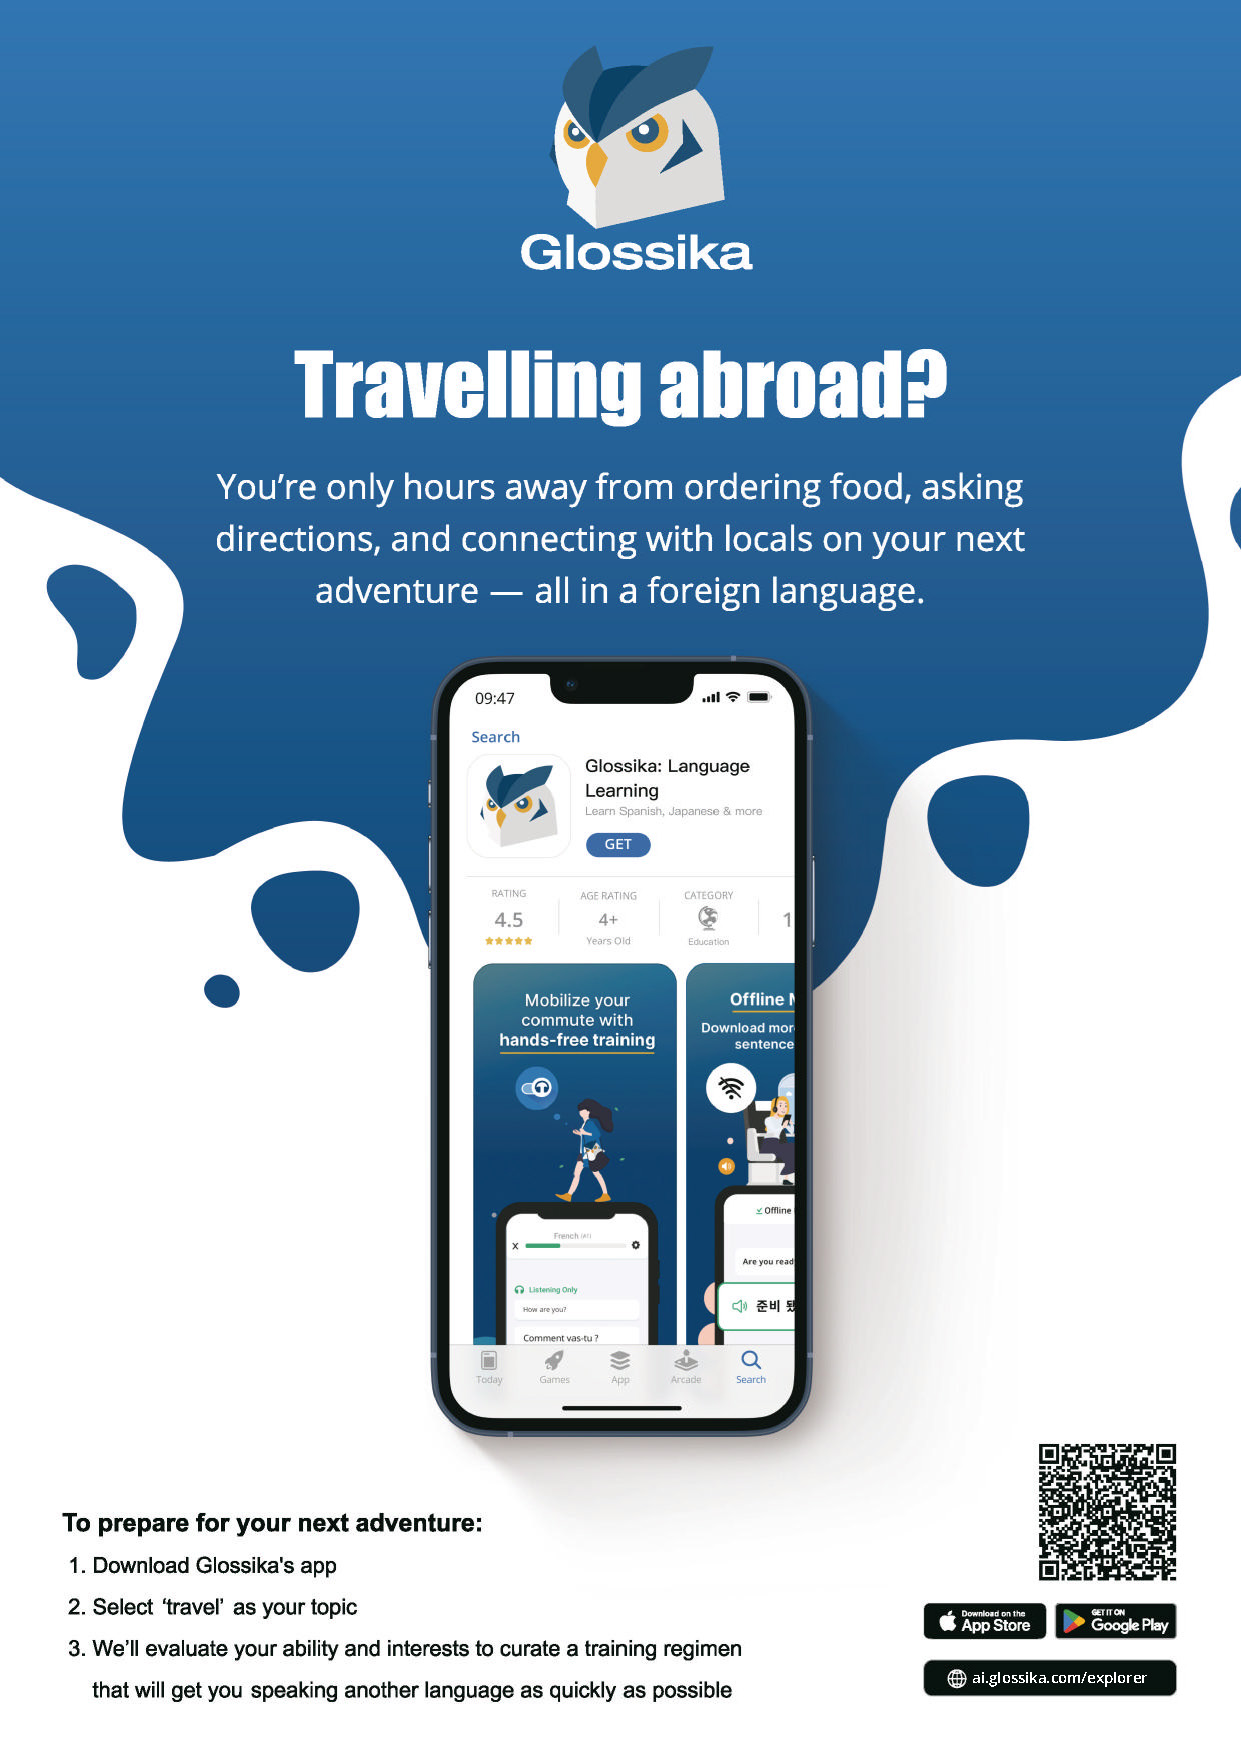 Glossika
Travelling abroad?
You're only hours away from ordering food, asking
directions, and connecting with locals on your next
adventure — all in a foreign language.
09:47
Search
Glossika: Language
Learning
Learn Spanish, Japanese & more
GET
RATING
4.5
AGE RATING
4+
Years Old
CATEGORY
Education
1
Mobilize your
commute with
hands-free training
French (A1)
X
Listening Only
How are you?
Comment vas-tu ?
Offline
Download mor
sentence
Offline
Are you read
준비
Today
Games
App
Arcade
Search
To prepare for your next adventure:
1. Download Glossika's app
2. Select ‘travel’ as your topic
3. We'll evaluate your ability and interests to curate a training regimen
that will get you speaking another language as quickly as possible
Download on the
App Store
GET IT ON
Google Play
ai.glossika.com/explorer